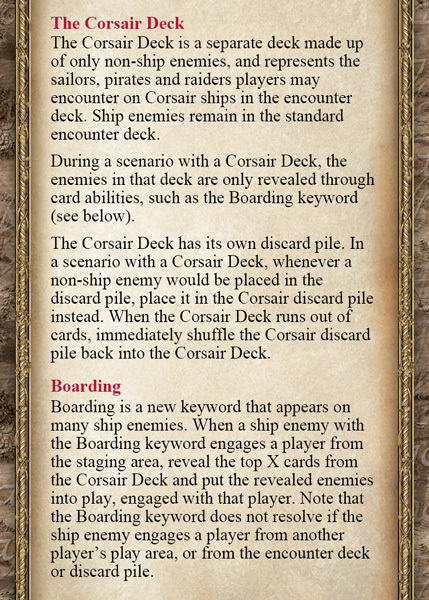 The Corsair Deck
The Corsair Deck is a separate deck made up
of only non-ship enemies, and represents the
sailors, pirates and raiders players may
encounter on Corsair ships in the encounter
deck. Ship enemies remain in the standard
encounter deck.
During a scenario with a Corsair Deck, the
enemies in that deck are only revealed through
card abilities, such as the Boarding keyword
(see below).
The Corsair Deck has its own discard pile. In
a scenario with a Corsair Deck, whenever a
non-ship enemy would be placed in the
discard pile, place it in the Corsair discard pile
instead. When the Corsair Deck runs out of
cards, immediately shuffle the Corsair discard
pile back into the Corsair Deck.
Boarding
Boarding is a new keyword that appears on
many ship enemies. When a ship enemy with
the Boarding keyword engages a player from
the staging area, reveal the top X cards from
the Corsair Deck and put the revealed enemies
into play, engaged with that player. Note that
the Boarding keyword does not resolve if the
ship enemy engages a player from another
player's play area, or from the encounter deck
or discard pile.